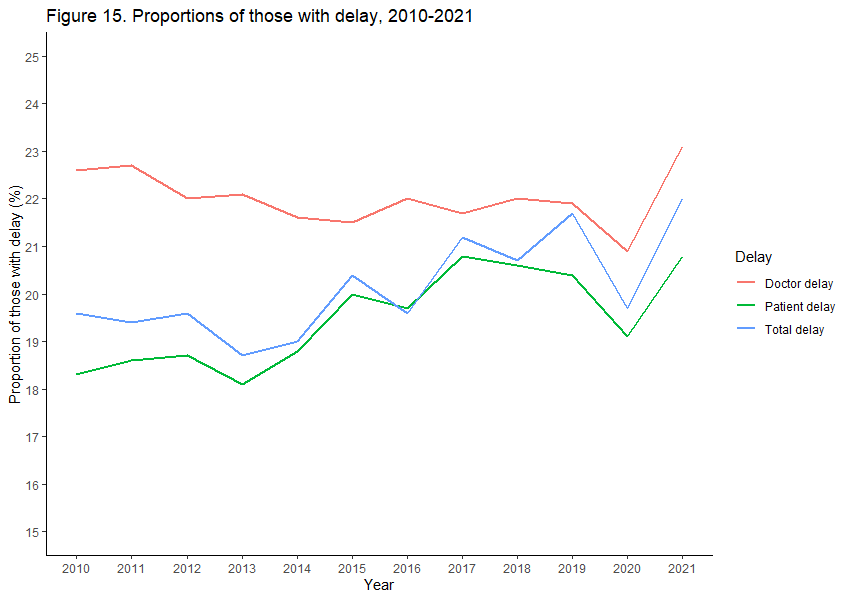 Figure 15. Proportions of those with delay, 2010-2021
Proportion of those with delay (%)
25
24
23
22
21
20
19
18
17
16
15
2010 2011 2012 2013 2014 2015 2016 2017 2018 2019 2020 2021
Year
Delay
Doctor delay
Patient delay
Total delay